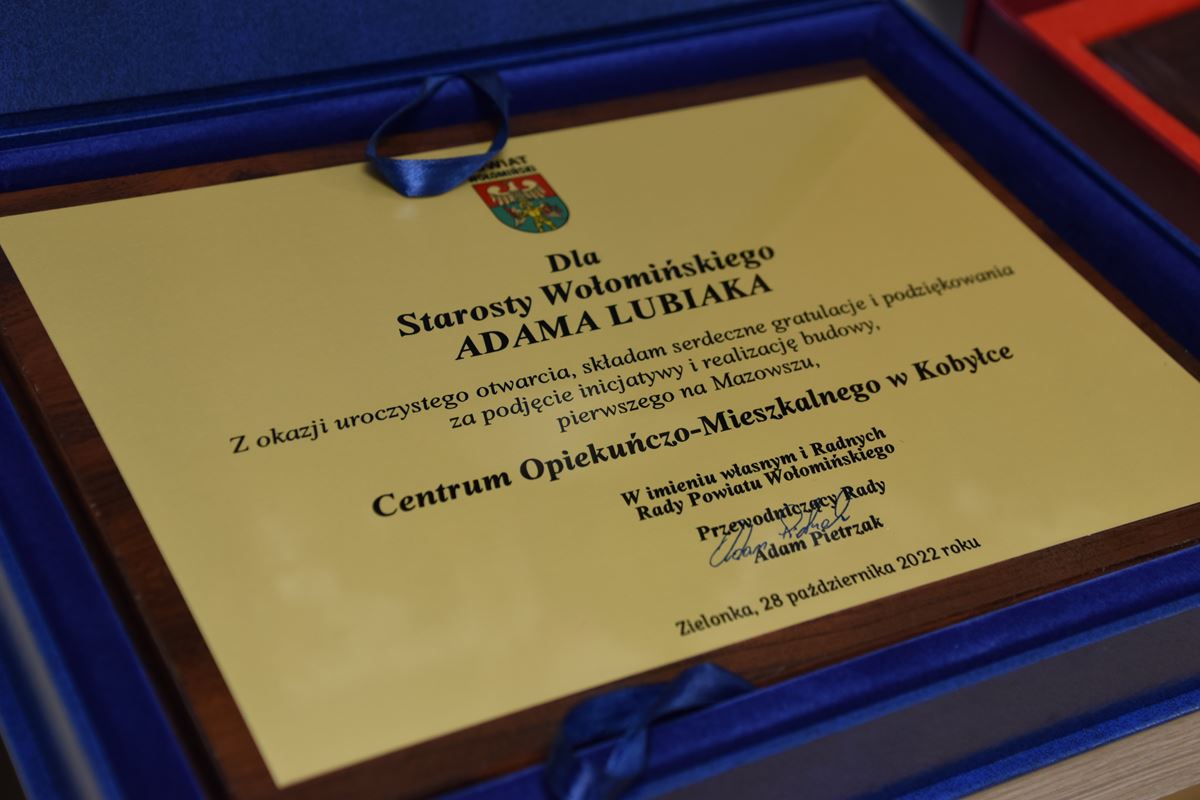 WOŁOMIŃSKI
Dla
Starosty Wołomińskiego
ADAMA LUBIAKA
Z okazji uroczystego otwarcia, składam serdeczne gratulacje i podziękowania
za podjęcie inicjatywy i realizację budowy,
pierwszego na Mazowszu,
Centrum Opiekuńczo-Mieszkalnego w Kobyłce
W imieniu własnym i Radnych
Rady Powiatu Wołomińskiego
Przewodniczący Rady
Adam Pietrzak
Zielonka, 28 października 2022 roku